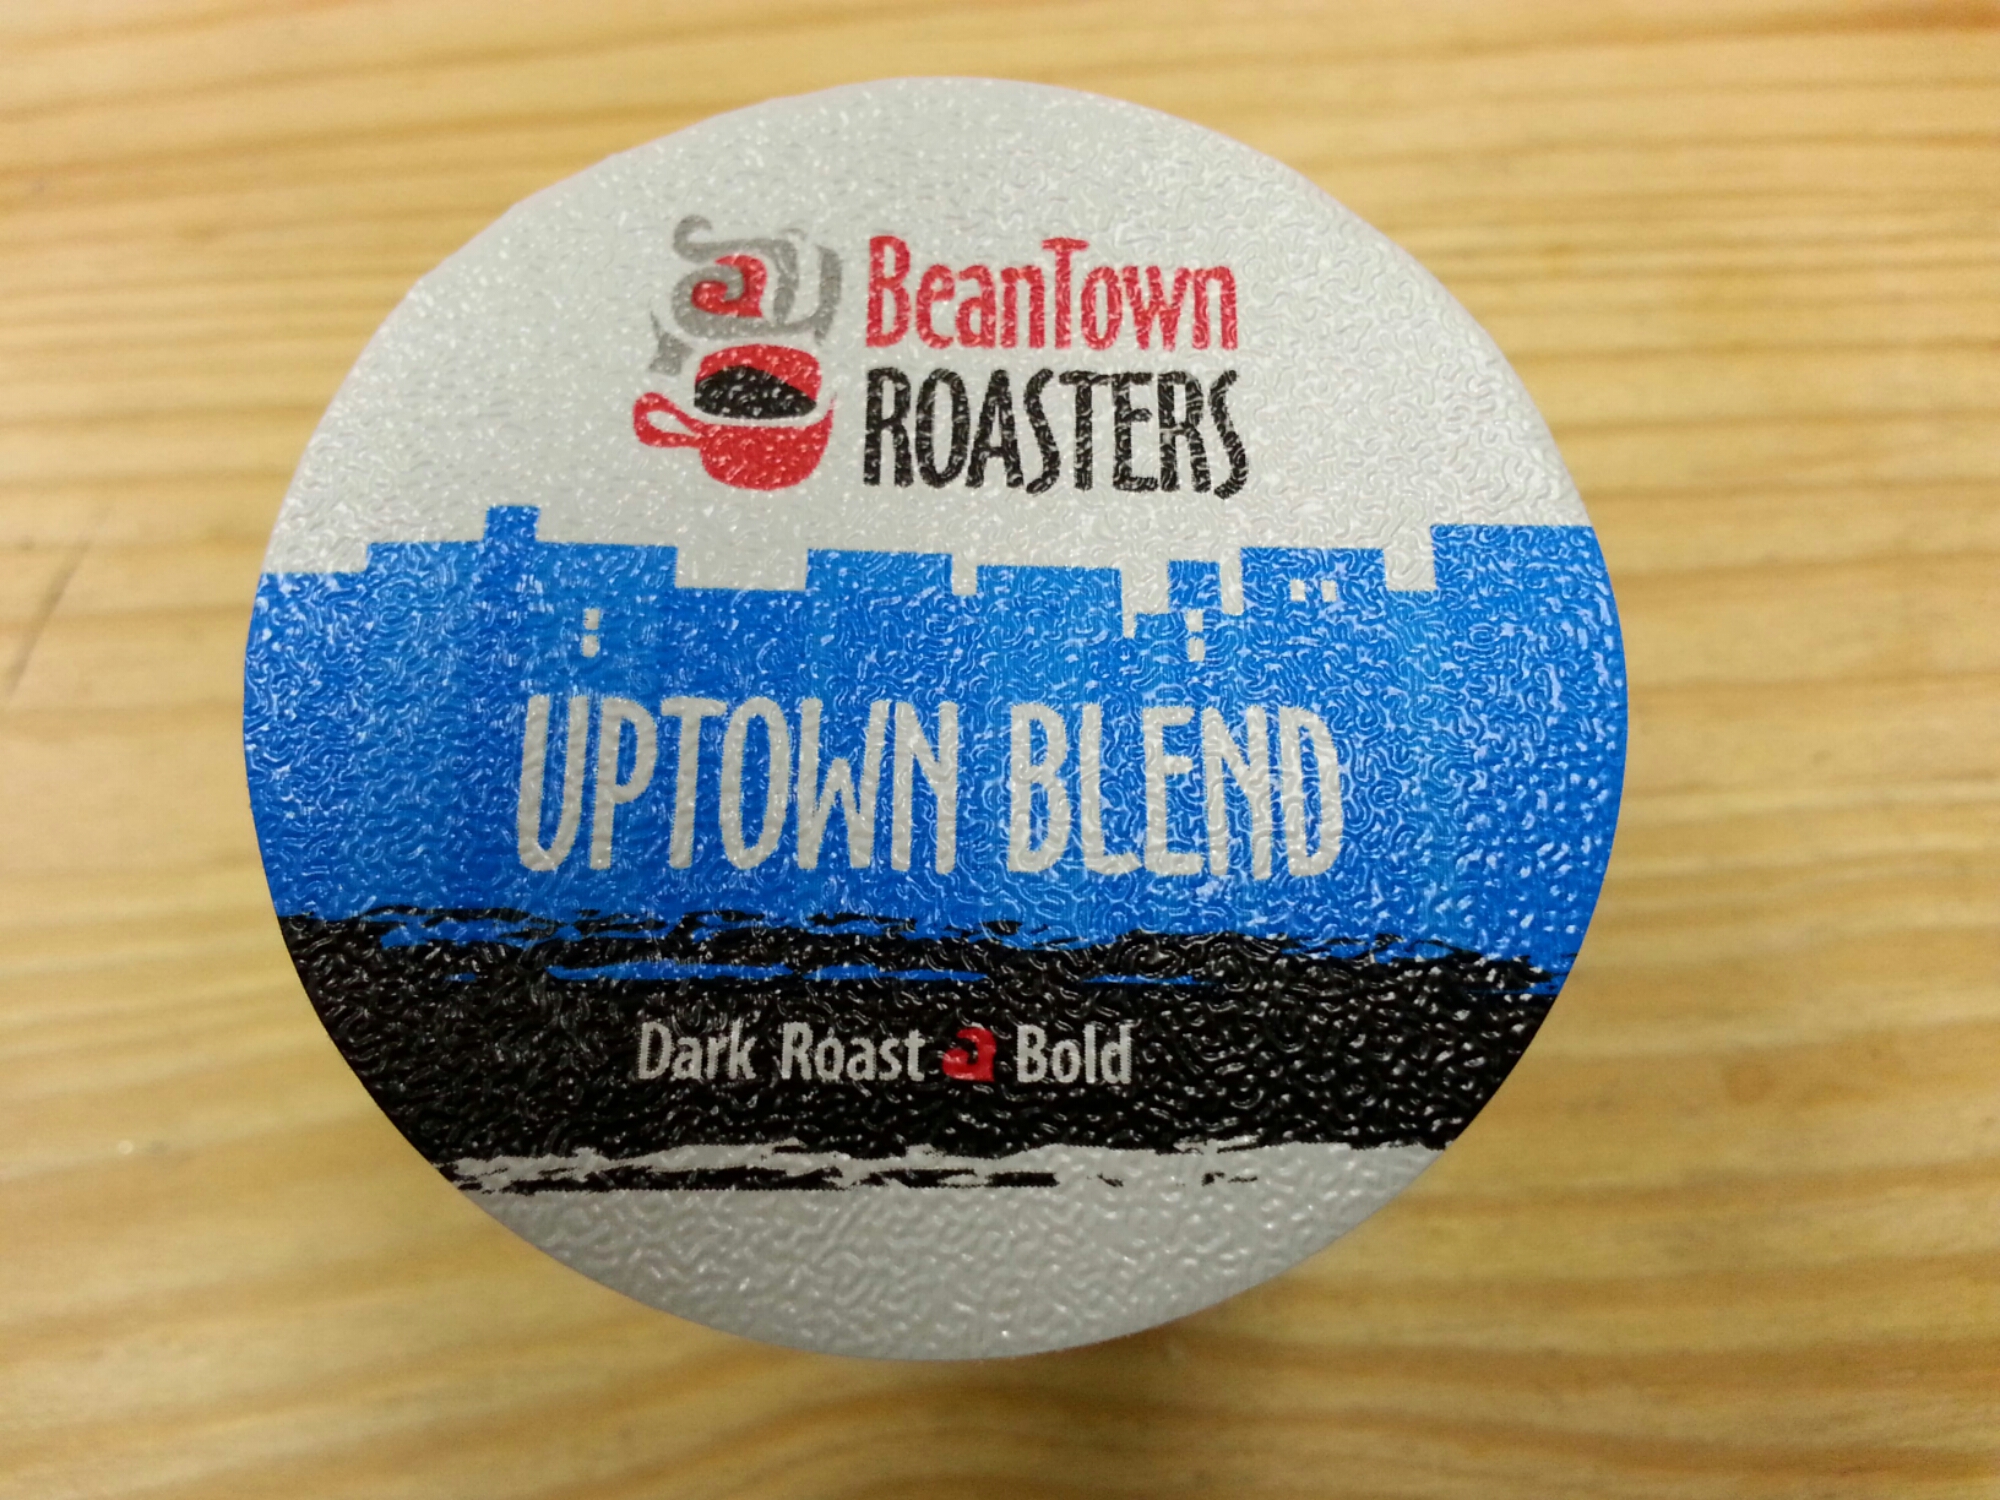 a
BeanTown
ROASTERS
UPTOWN BLEND
Dark Roast a Bold